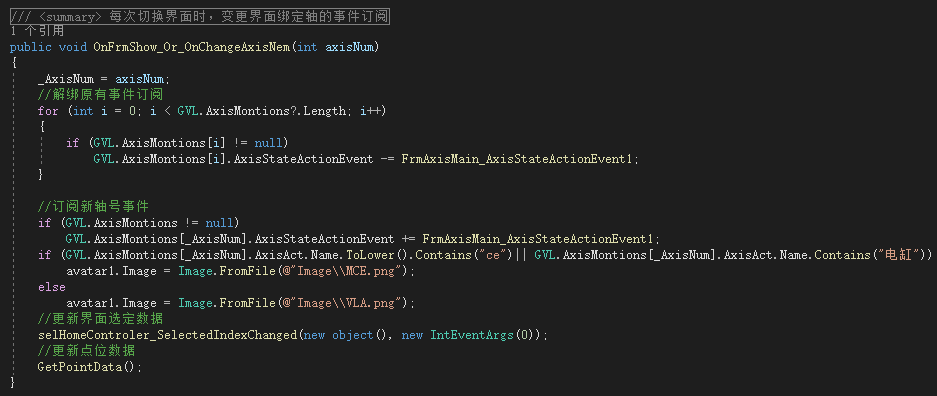 /// <summary> 每次切换界面时，变更界面绑定轴的事件订阅
1 个引用
public void OnFrmShow_Or_OnChangeAxisNem(int axisNum)
{
_AxisNum = axisNum;
//解绑原有事件订阅
for (int i = 0; i < GVL.AxisMontions?.Length; i++)
{
if (GVL.AxisMontions[i] != null)
GVL.AxisMontions[i].AxisStateActionEvent -= FrmAxisMain_AxisStateActionEvent1;
}
//订阅新轴号事件
if (GVL.AxisMontions != null)
GVL.AxisMontions[_AxisNum].AxisStateActionEvent += FrmAxisMain_AxisStateActionEvent1;
if (GVL.AxisMontions[_AxisNum].AxisAct.Name.ToLower().Contains("ce")|| GVL.AxisMontions[_AxisNum].AxisAct.Name.Contains("电缸"))
avatar1.Image = Image.FromFile(@"Image\\MCE.png");
else
avatar1.Image = Image.FromFile(@"Image\\VLA.png");
//更新界面选定数据
selHomeControler_SelectedIndexChanged(new object(), new IntEventArgs(0));
//更新点位数据
GetPointData();
}